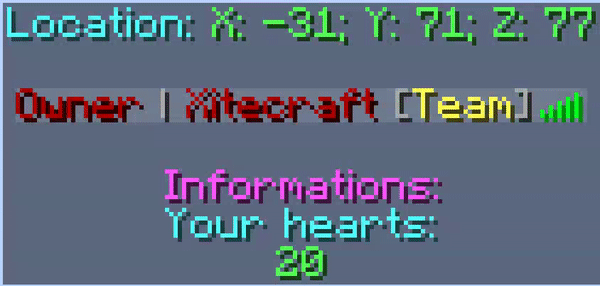 Location: X: -31; Y: 71; Z: 77
Owner | Xitecraft [Team]
Informations:
Your hearts:
20